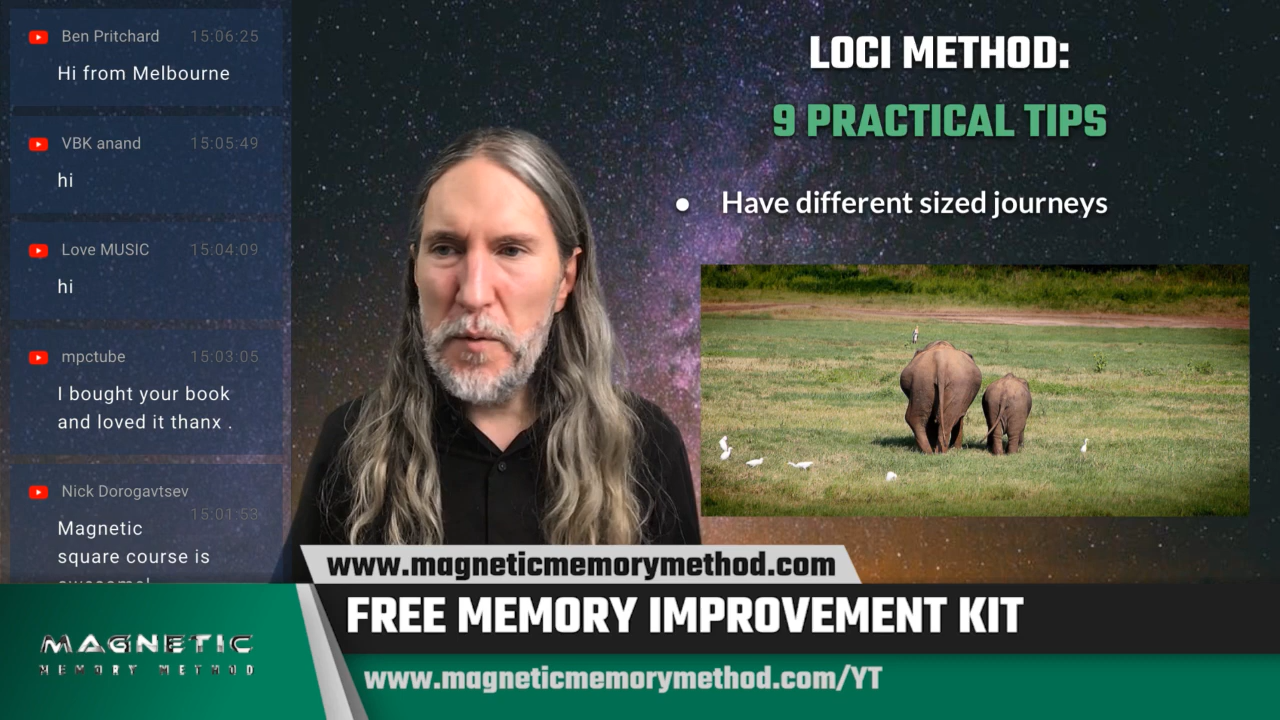 Ben Pritchard 15:06:25
Hi from Melbourne
VBK anand 15:05:49
hi
Love MUSIC 15:04:09
hi
mpctube 15:03:05
I bought your book
and loved it thanx .
Nick Dorogavtsev
15:01:53
Magnetic
square course is
awesome!
LOCI METHOD:
9 PRACTICAL TIPS
• Have different sized journeys
www.magneticmemorymethod.com
FREE MEMORY IMPROVEMENT KIT
www.magneticmemorymethod.com/YT
MAGNETIC
MEMORY METHOD